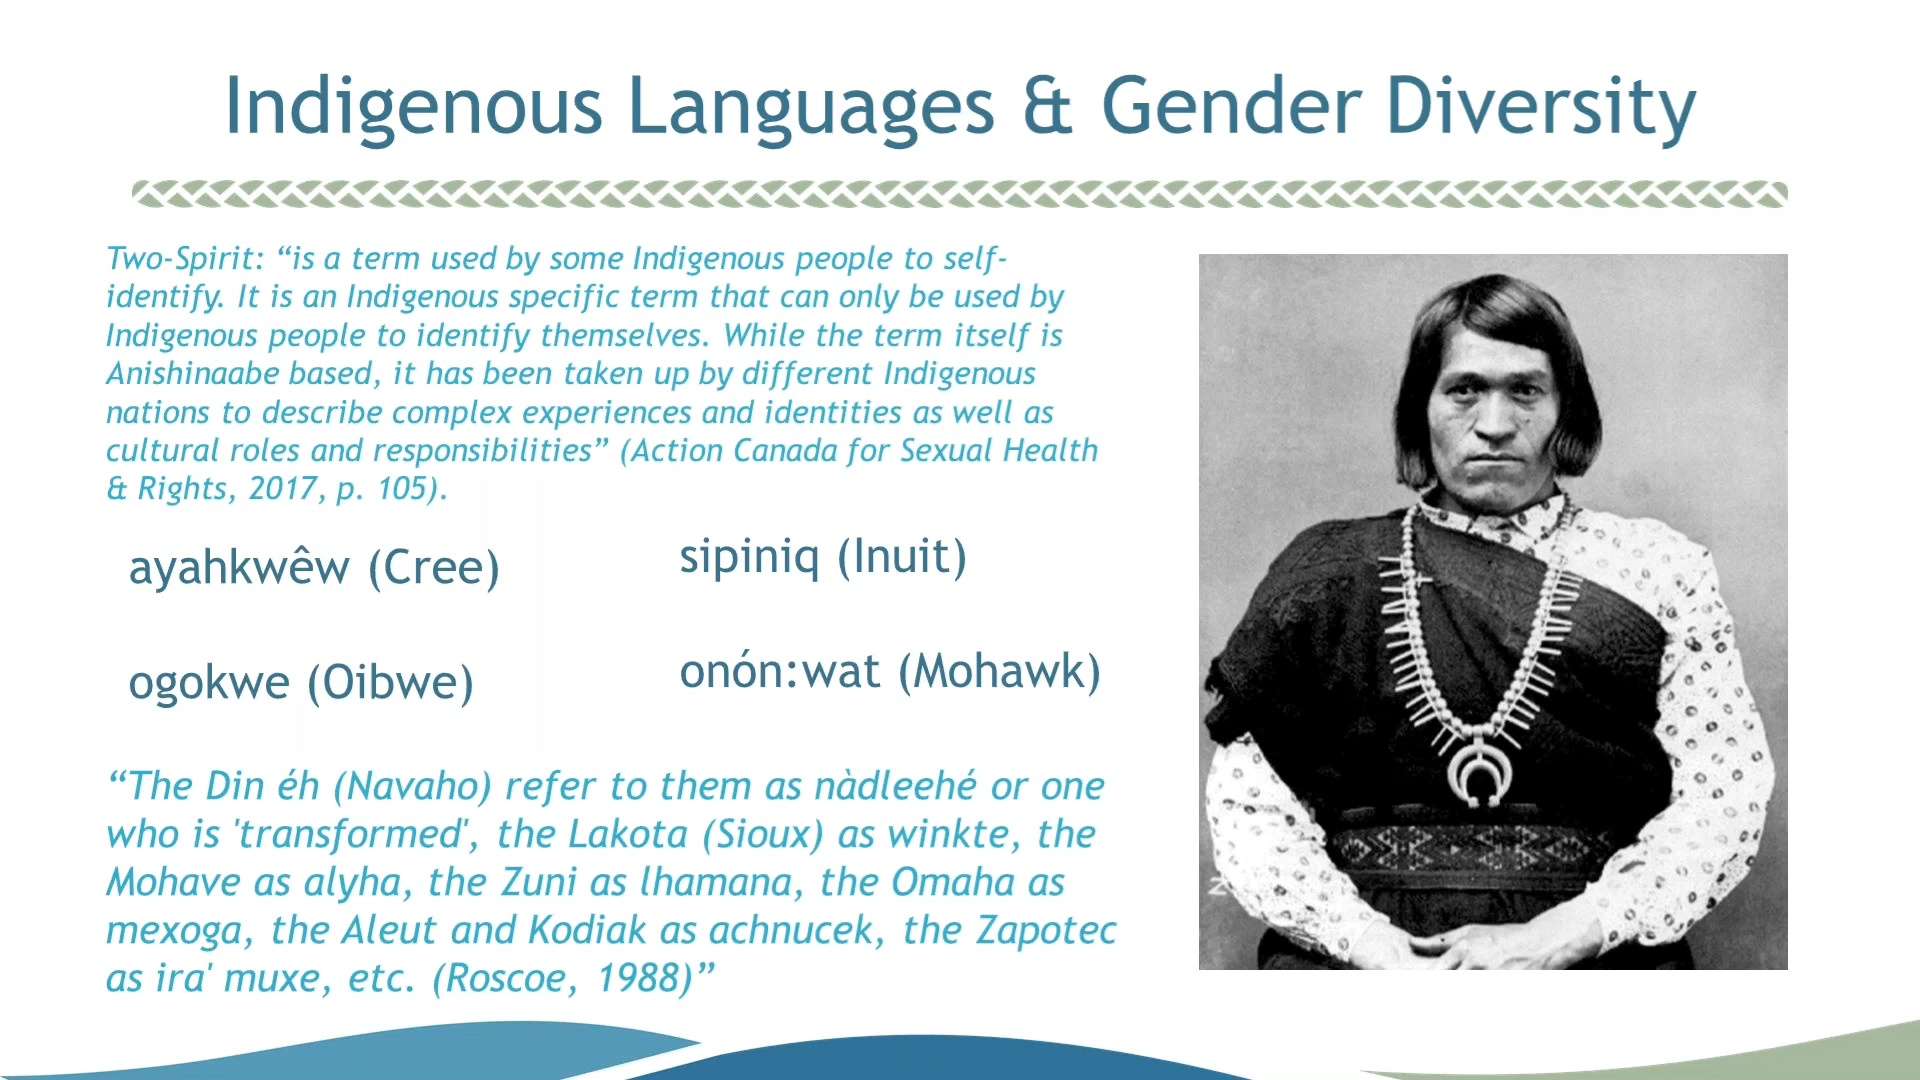 Indigenous Languages & Gender Diversity
Two-Spirit: “is a term used by some Indigenous people to self-
identify. It is an Indigenous specific term that can only be used by
Indigenous people to identify themselves. While the term itself is
Anishinaabe based, it has been taken up by different Indigenous
nations to describe complex experiences and identities as well as
cultural roles and responsibilities” (Action Canada for Sexual Health
& Rights, 2017, p. 105).
ayahkwêw (Cree)
sipiniq (Inuit)
ogokwe (Oibwe)
onón:wat (Mohawk)
“The Din éh (Navaho) refer to them as nàdleehé or one
who is 'transformed', the Lakota (Sioux) as winkte, the
Mohave as alyha, the Zuni as lhamana, the Omaha as
mexoga, the Aleut and Kodiak as achnucek, the Zapotec
as ira' muxe, etc. (Roscoe, 1988)”